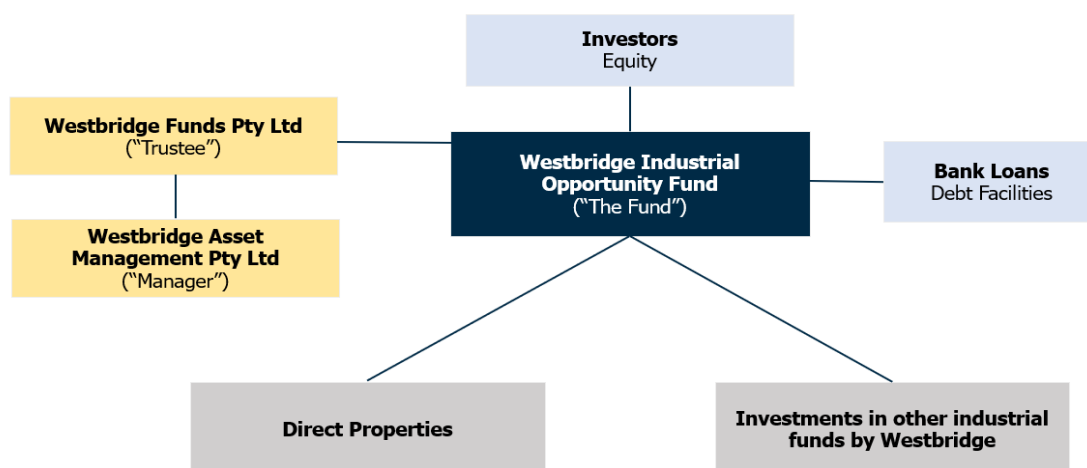 Investors
Equity
Westbridge Funds Pty Ltd
(“Trustee”)
Westbridge Industrial
Opportunity Fund
(“The Fund”)
Bank Loans
Debt Facilities
Westbridge Asset
Management Pty Ltd
(“Manager”)
Direct Properties
Investments in other industrial
funds by Westbridge